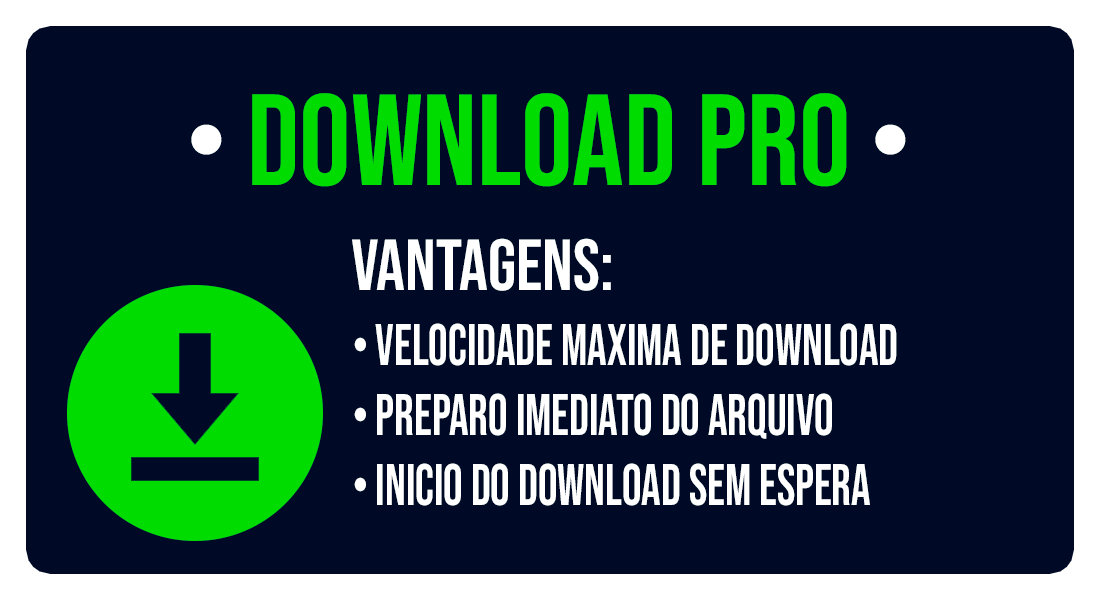 • DOWNLOAD PRO •
VANTAGENS:
• VELOCIDADE MAXIMA DE DOWNLOAD
• PREPARO IMEDIATO DO ARQUIVO
• INICIO DO DOWNLOAD SEM ESPERA